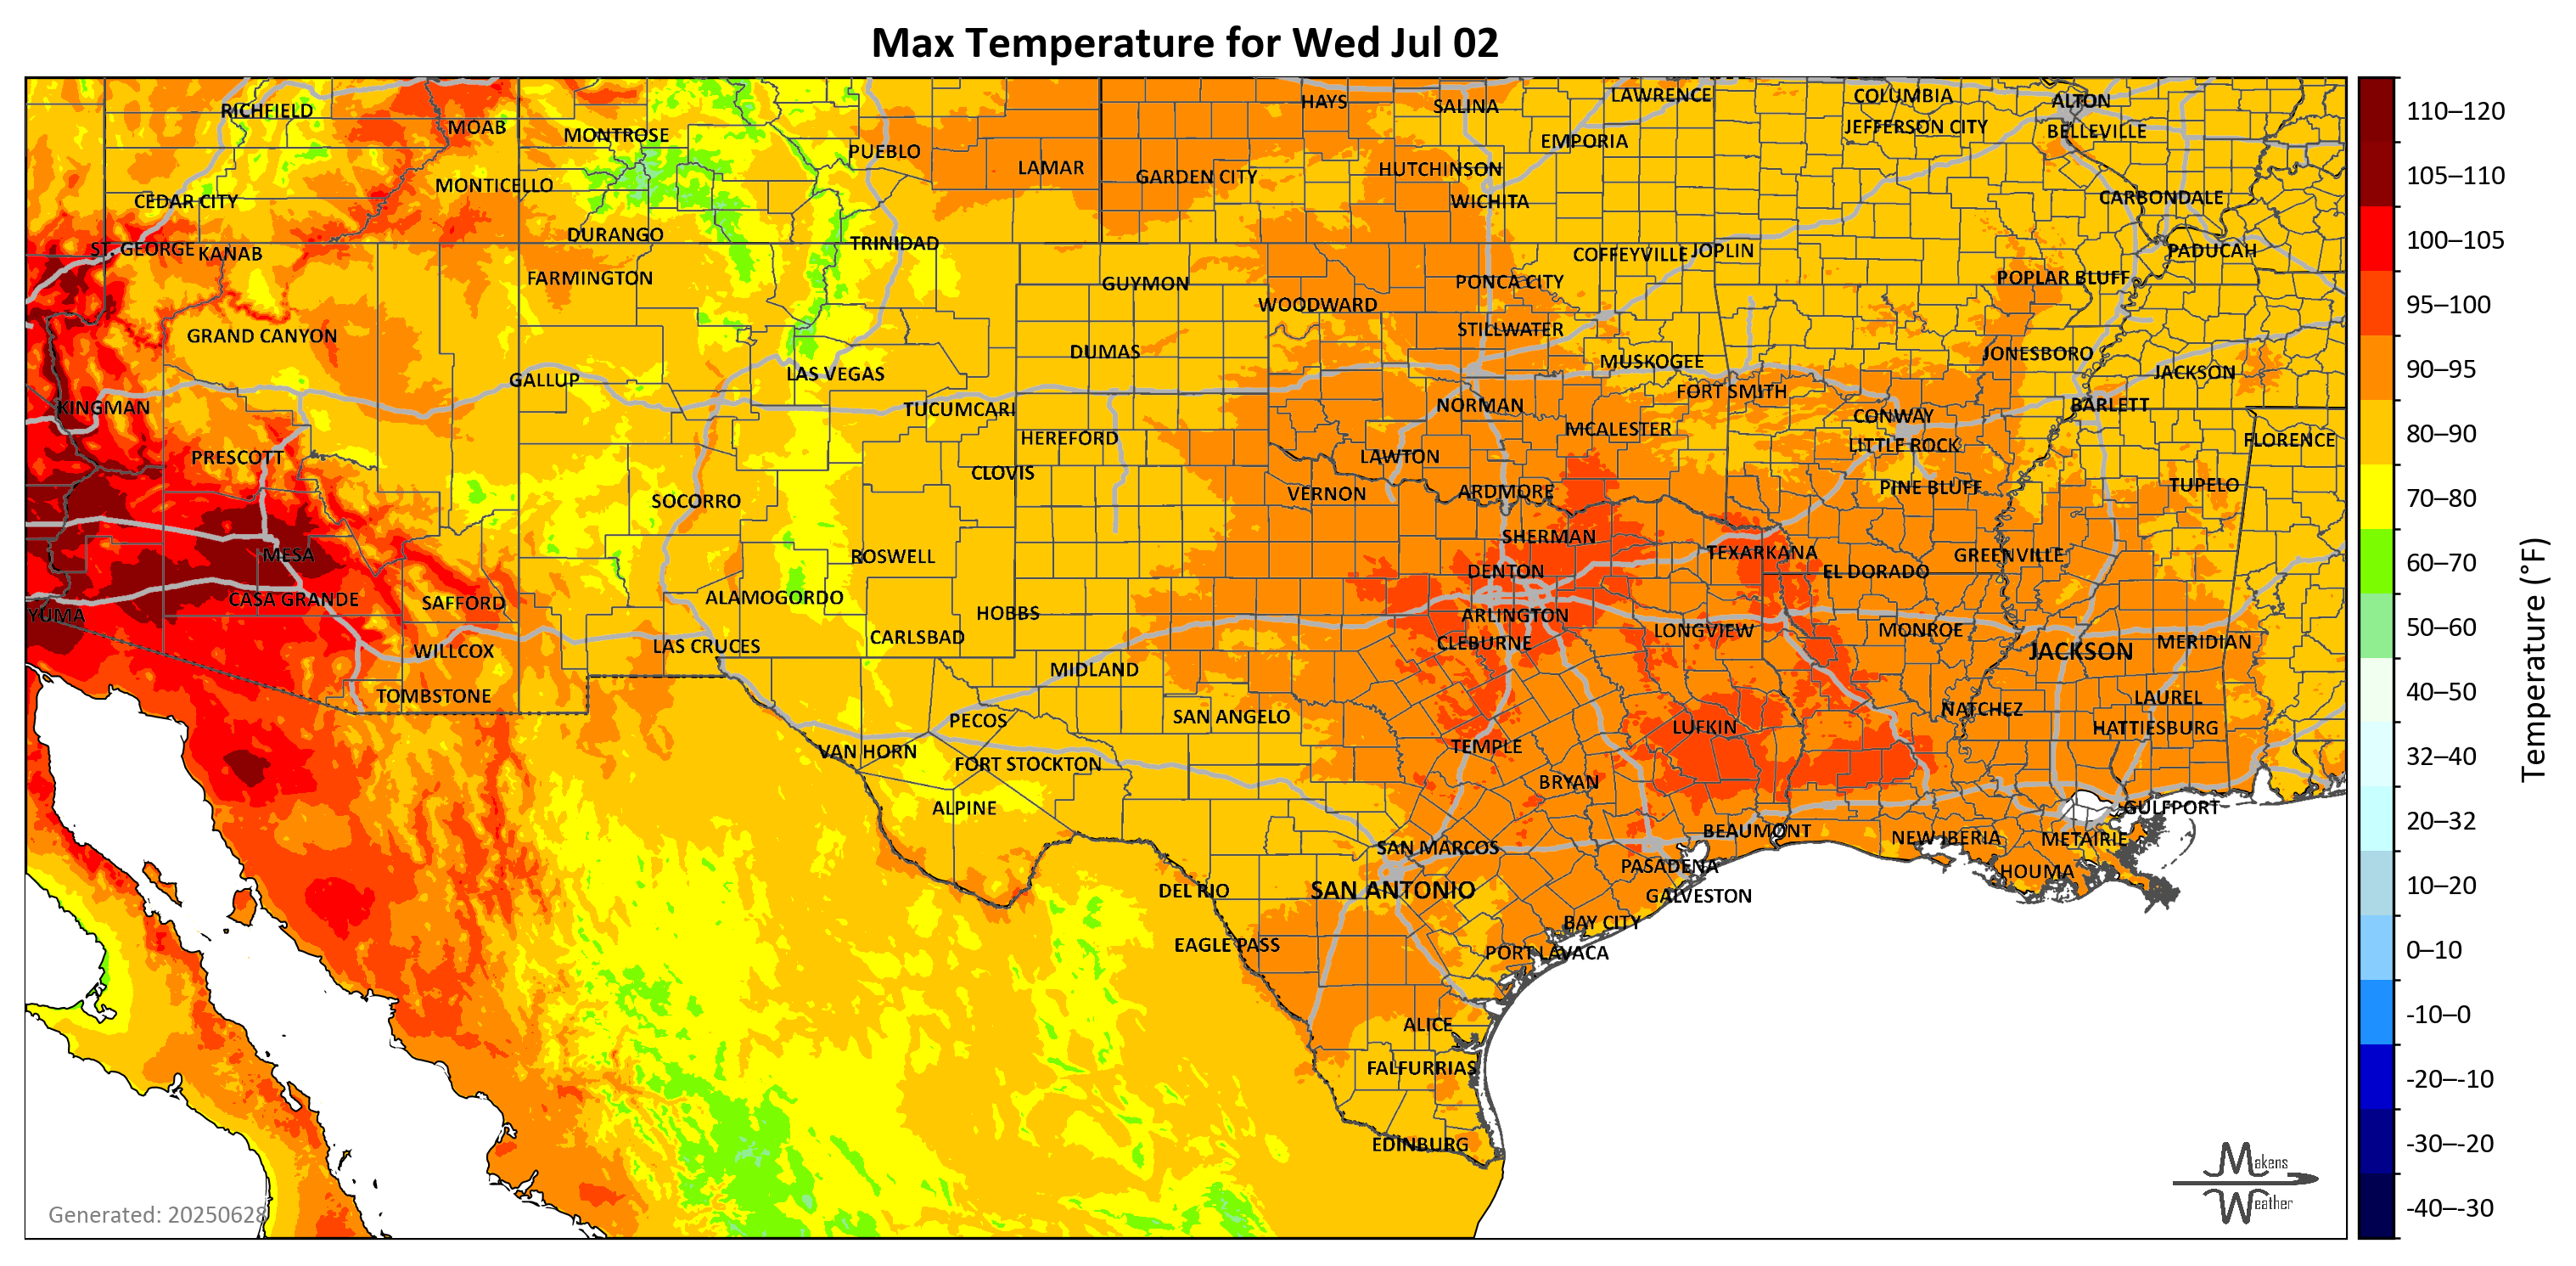 Max Temperature for Wed Jul 02
RICHFIELD
MOAB
MONTROSE
PUEBLO
LAMAR
HAYS
SALINA
LAWRENCE
COLUMBIA
ALTON
JEFFERSON CITY
BELLEVILLE
EMPORIA
GARDEN CITY
HUTCHINSON
MONTICELLO
CEDAR CITY
WICHITA
CARBONDALE
DURANGO
TRINIDAD
ST. GEORGE
KANAB
COFFEYVILLE
JOPLIN
PADUCAH
FARMINGTON
GUYMON
PONCA CITY
POPLAR BLUFF
WOODWARD
GRAND CANYON
STILLWATER
DUMAS
MUSKOGEE
JONESBORO
GALLUP
LAS VEGAS
JACKSON
FORT SMITH
KINGMAN
TUCUMCARI
NORMAN
CONWAY
BARLETT
HEREFORD
MCALESTER
LITTLE ROCK
FLORENCE
PRESCOTT
CLOVIS
LAWTON
SOCORRO
VERNON
ARDMORE
PINE BLUFF
TUPELO
MESA
ROSWELL
SHERMAN
TEXARKANA
GREENVILLE
DENTON
EL DORADO
CASA GRANDE
SAFFORD
ALAMOGORDO
HOBBS
ARLINGTON
YUMA
WILLCOX
LAS CRUCES
CARLSBAD
CLEBURNE
LONGVIEW
MONROE
JACKSON
MERIDIAN
TOMBSTONE
MIDLAND
PECOS
SAN ANGELO
LUFKIN
NATCHEZ
LAUREL
HATTIESBURG
VAN HORN
FORT STOCKTON
TEMPLE
BRYAN
ALPINE
GULFPORT
BEAUMONT
NEW IBERIA
METAIRIE
SAN MARCOS
PASADENA
HOUMA
DEL RIO
SAN ANTONIO
GALVESTON
EAGLE PASS
BAY CITY
PORT LAVACA
ALICE
FALFURRIAS
EDINBURG
110–120
105–110
100–105
95–100
90–95
80–90
70–80
60–70
50–60
40–50
32–40
20–32
10–20
0–10
-10–0
-20–-10
-30–-20
-40–-30
Temperature (°F)
Generated: 20250628
Makens
Weather